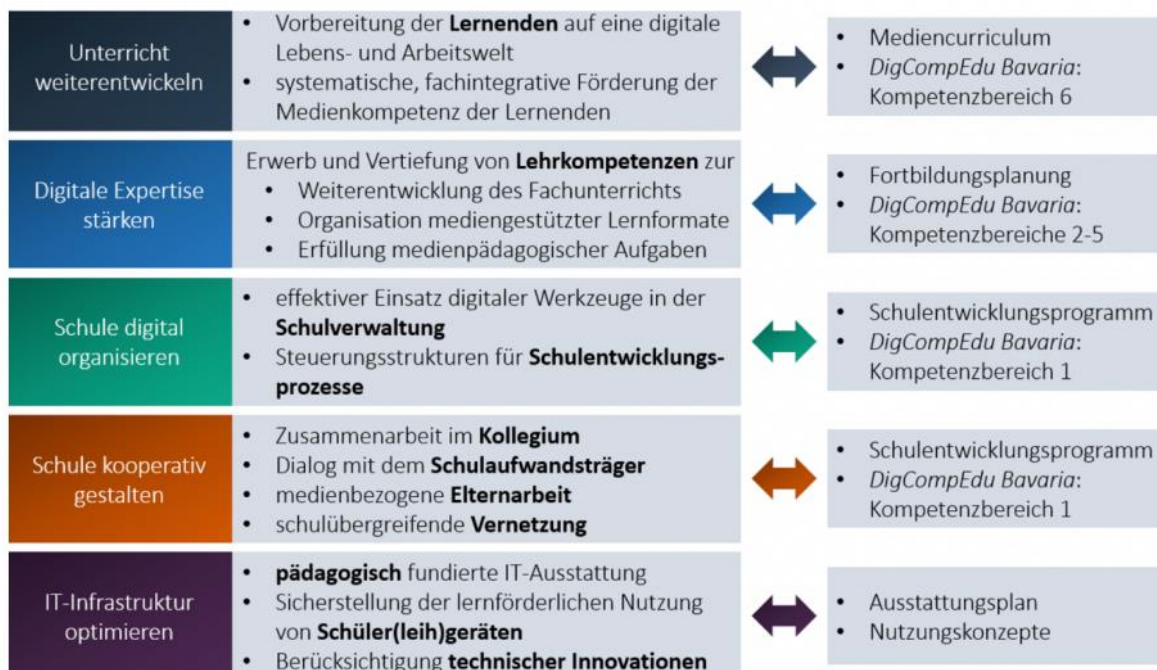 Unterricht
weiterentwickeln
• Vorbereitung der Lernenden auf eine digitale
Lebens- und Arbeitswelt
• systematische, fachintegrative Förderung der
Medienkompetenz der Lernenden
• Mediencurriculum
• DigCompEdu Bavaria:
Kompetenzbereich 6
Digitale Expertise
stärken
Erwerb und Vertiefung von Lehrkompetenzen zur
• Weiterentwicklung des Fachunterrichts
• Organisation mediengestützter Lernformate
• Erfüllung medienpädagogischer Aufgaben
• Fortbildungsplanung
• DigCompEdu Bavaria:
Kompetenzbereiche 2-5
Schule digital
organisieren
• effektiver Einsatz digitaler Werkzeuge in der
Schulverwaltung
• Steuerungsstrukturen für Schulentwicklungs-
prozesse
• Schulentwicklungsprogramm
• DigCompEdu Bavaria:
Kompetenzbereich 1
Schule kooperativ
gestalten
• Zusammenarbeit im Kollegium
• Dialog mit dem Schulaufwandsträger
• medienbezogene Elternarbeit
• schulübergreifende Vernetzung
• Schulentwicklungsprogramm
• DigCompEdu Bavaria:
Kompetenzbereich 1
IT-Infrastruktur
optimieren
• pädagogisch fundierte IT-Ausstattung
• Sicherstellung der lernförderlichen Nutzung
von Schüler(leih)geräten
• Berücksichtigung technischer Innovationen
• Ausstattungsplan
• Nutzungskonzepte